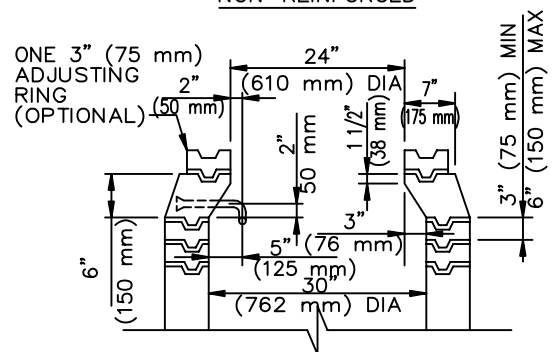 NON-REINFORCED
ONE 3" (75 mm)
ADJUSTING
RING
(OPTIONAL)
2"
(50 mm)
24"
(610 mm) DIA
7"
(175 mm)
1 1/2"
(38 mm)
3"
(75 mm) MIN
6"
(150 mm) MAX
2"
50 mm
3"
(76 mm)
6"
(150 mm)
5"
(125 mm)
30"
(762 mm) DIA